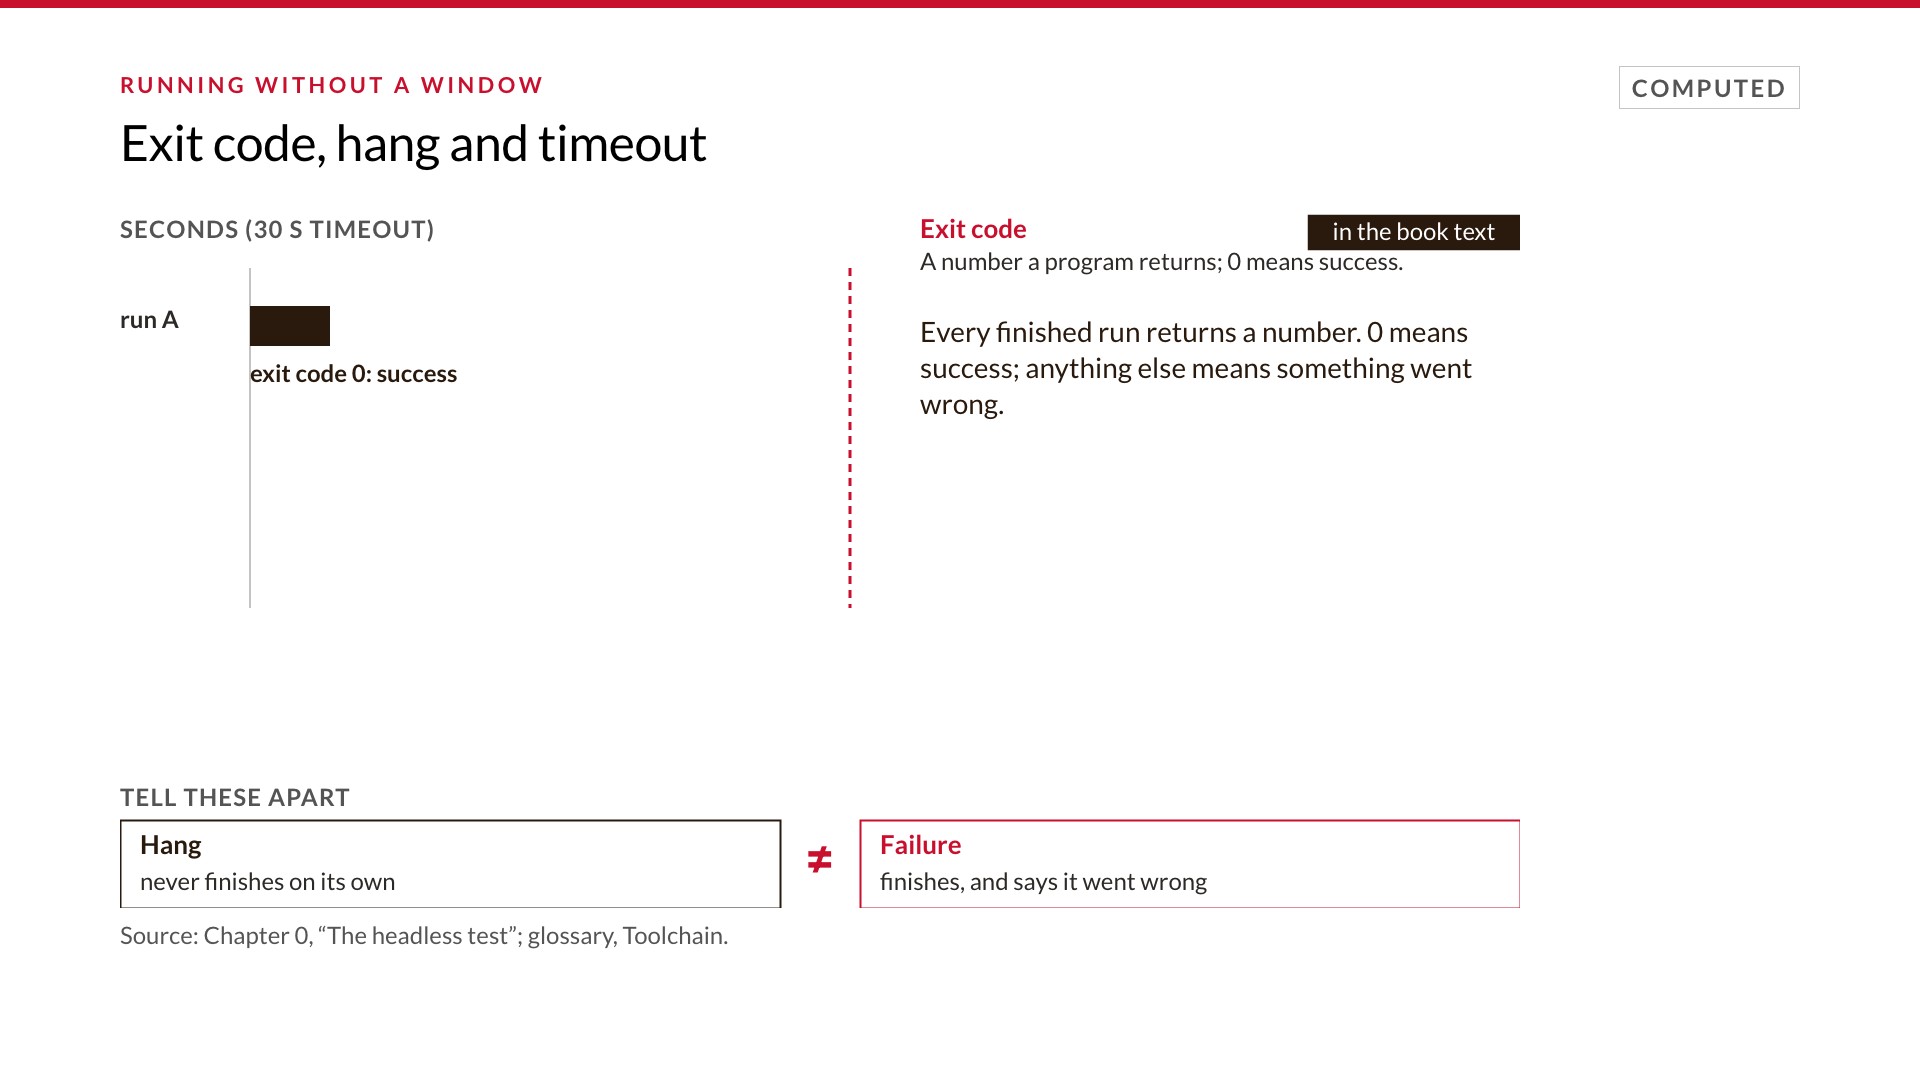 RUNNING WITHOUT A WINDOW
COMPUTED
Exit code, hang and timeout
SECONDS (30 S TIMEOUT)
run A
exit code 0: success
Exit code
in the book text
A number a program returns; 0 means success.
Every finished run returns a number. 0 means
success; anything else means something went
wrong.
TELL THESE APART
Hang
never finishes on its own
≠
Failure
finishes, and says it went wrong
Source: Chapter 0, “The headless test”; glossary, Toolchain.